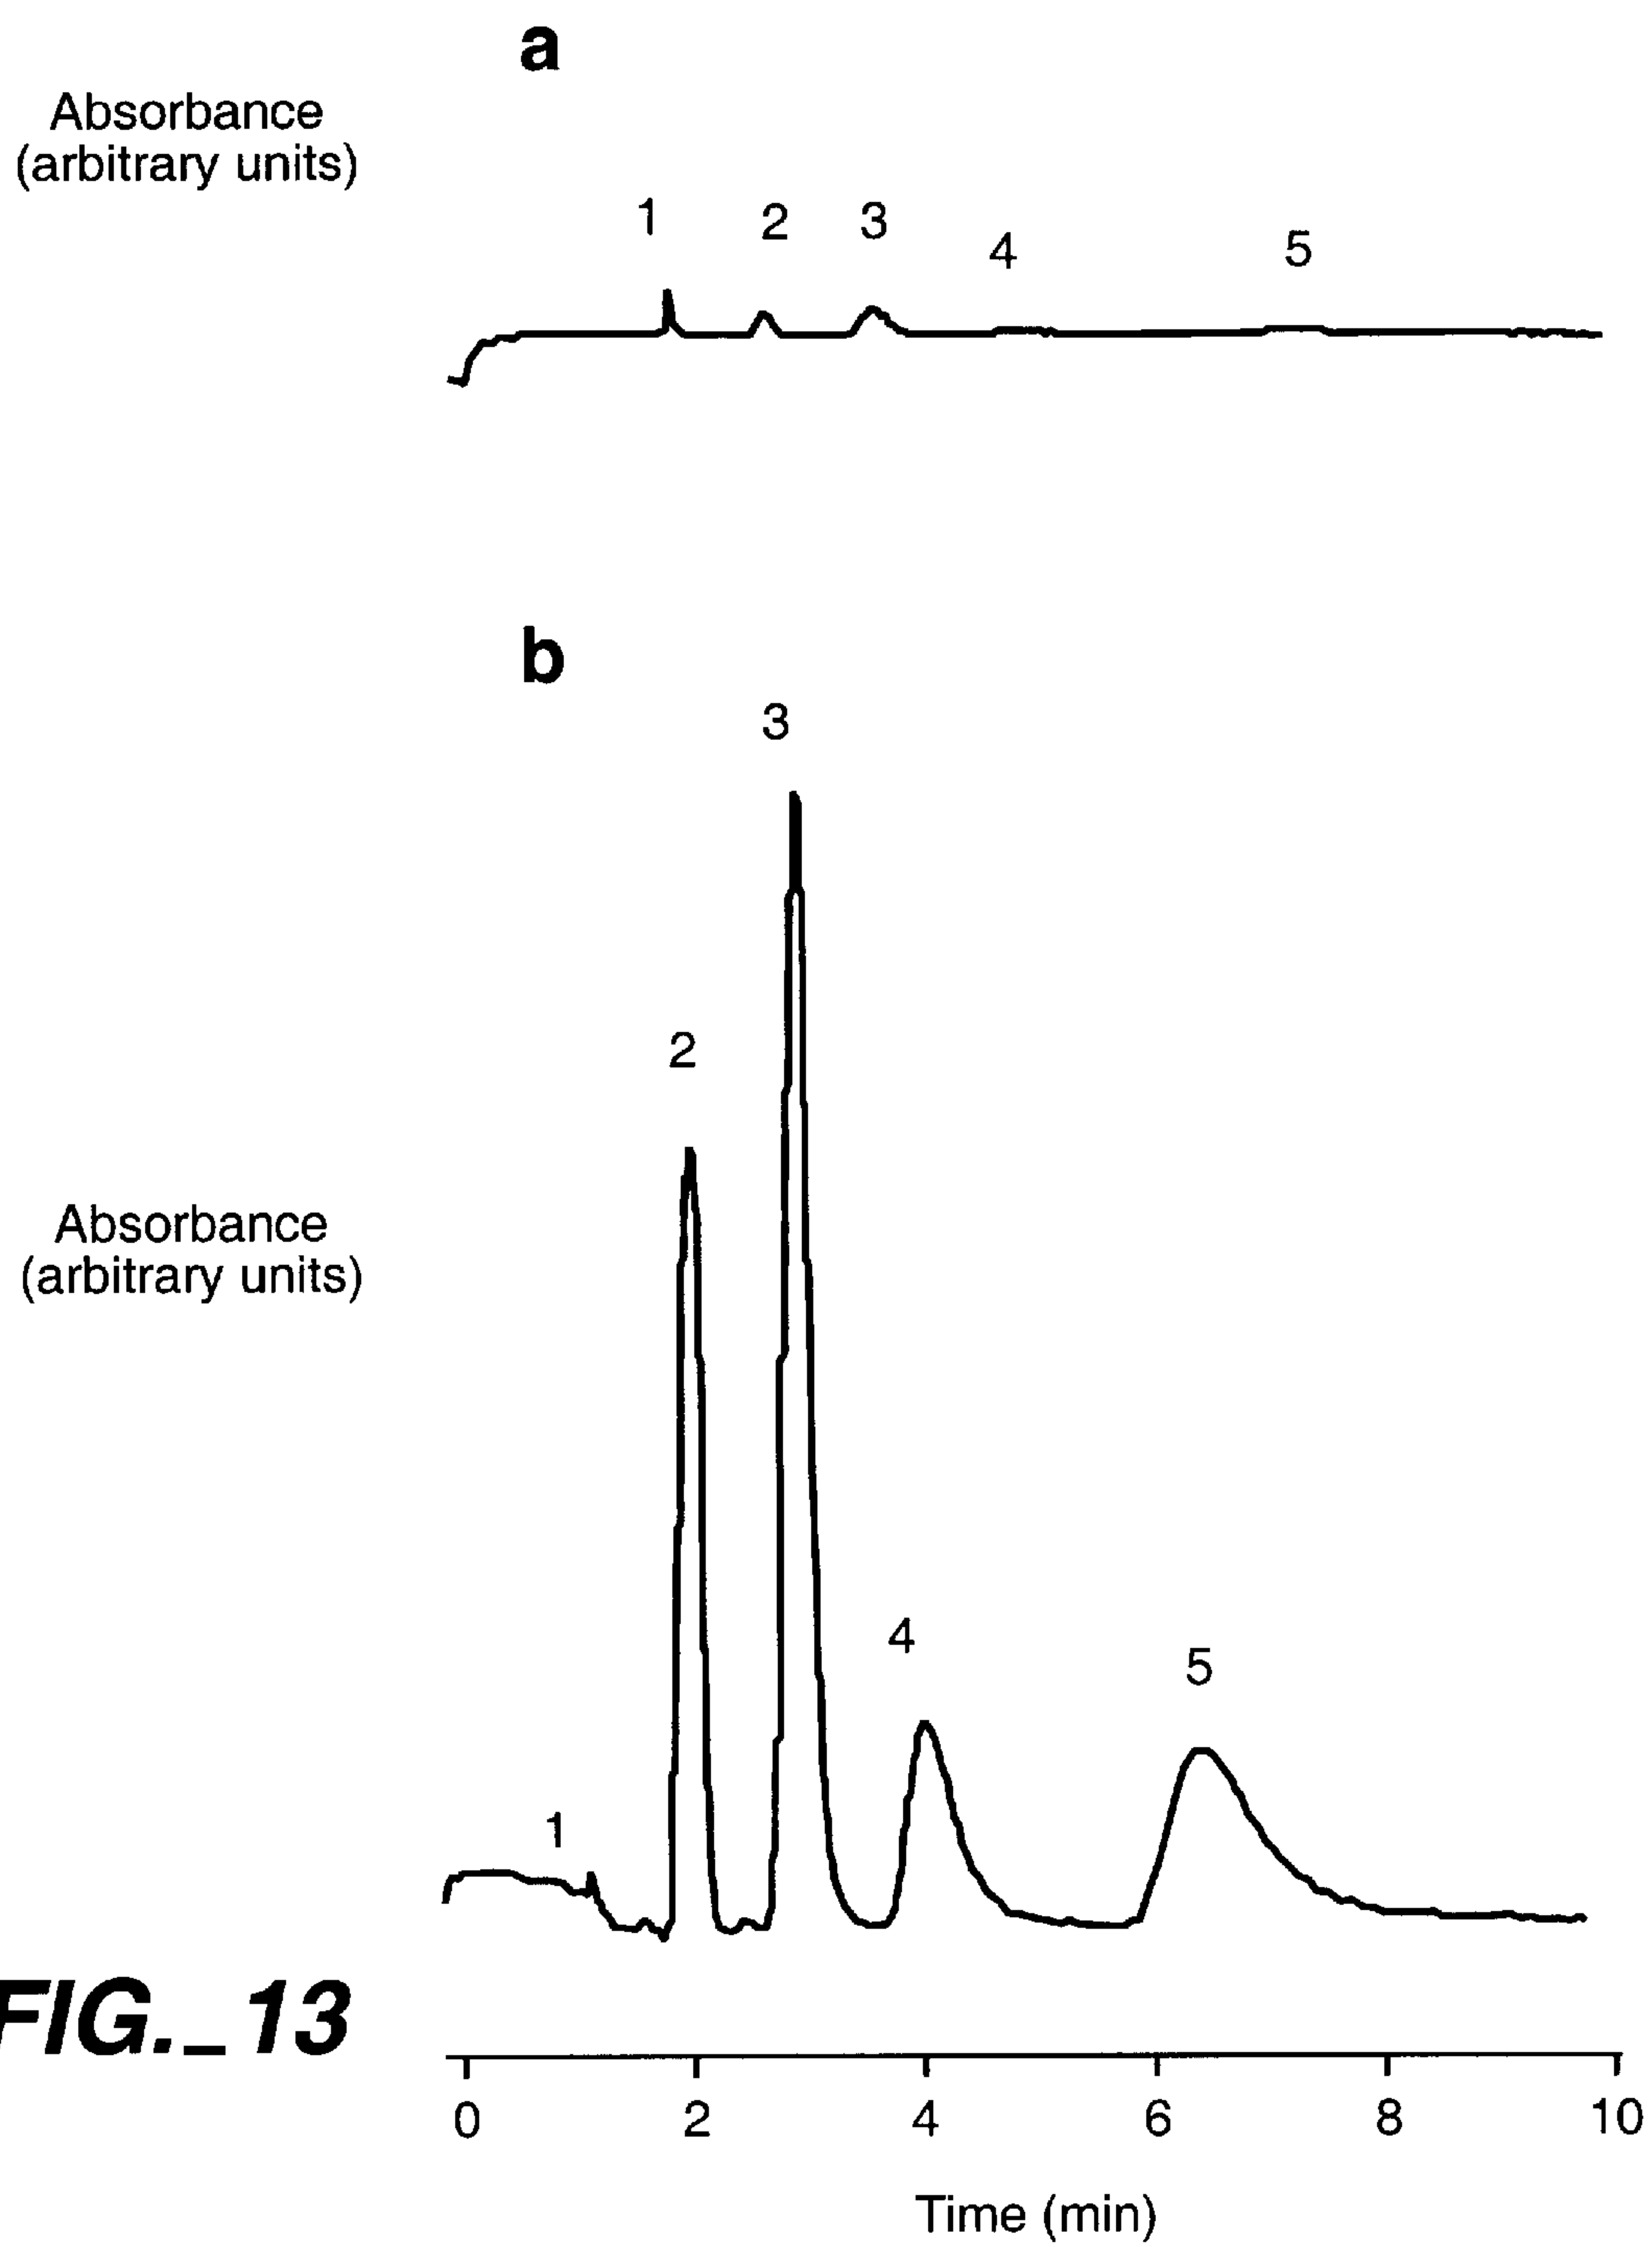 a
Absorbance
(arbitrary units)
1 2 3 4 5
b
3
2
Absorbance
(arbitrary units)
4
5
1
FIG._13
0 2 4 6 8 10
Time (min)